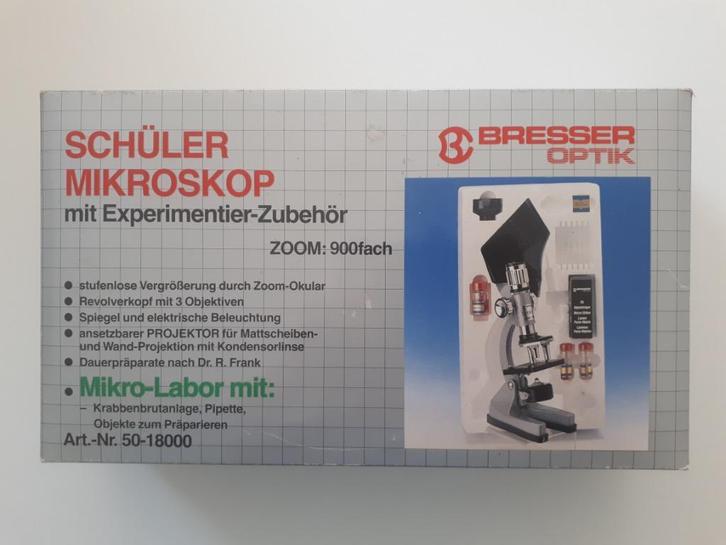 SCHÜLER
MIKROSKOP
mit Experimentier-Zubehör
ZOOM: 900fach
BRESSER
OPTIK
● stufenlose Vergrößerung durch Zoom-Okular
● Revolverkopf mit 3 Objektiven
● Spiegel und elektrische Beleuchtung
● ansetzbarer PROJEKTOR für Mattscheiben-
und Wand-Projektion mit Kondensorlinse
● Dauerpräparate nach Dr. R. Frank
● Mikro-Labor mit:
– Krabbenbrutanlage, Pipette,
Objekte zum Präparieren
Art.-Nr. 50-18000
BRESSER